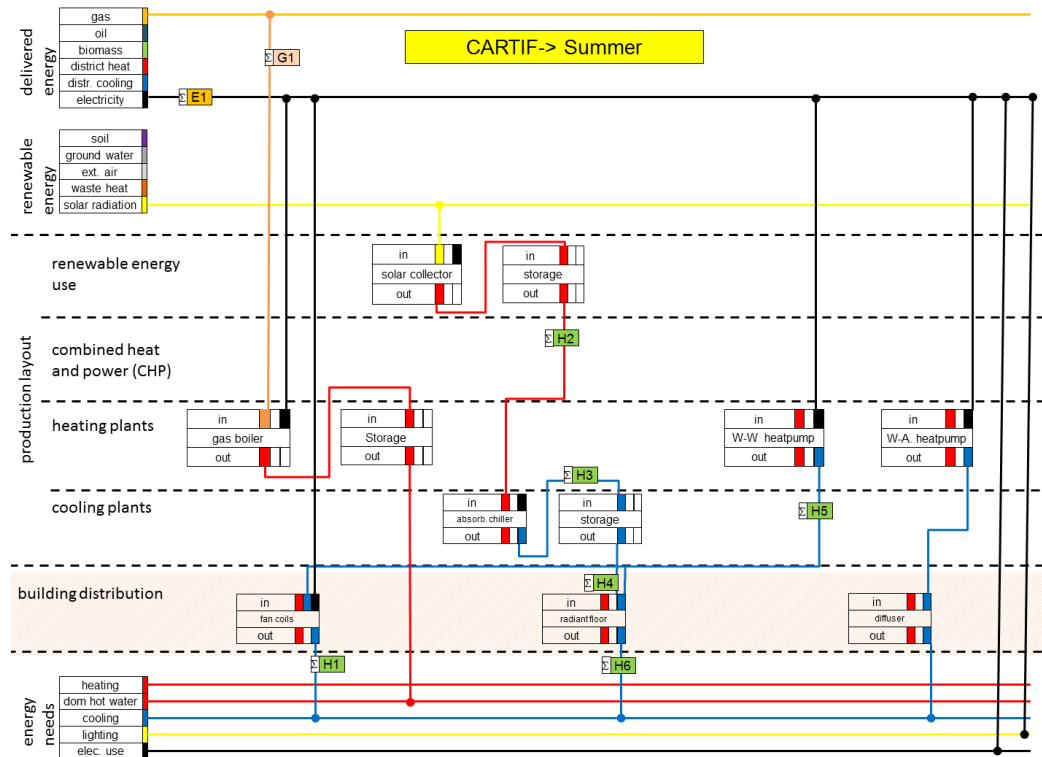 CARTIF-> Summer
delivered
energy
gas
oil
biomass
district heat
distr. cooling
electricity
Σ G1
Σ E1
renewable
energy
soil
ground water
ext. air
waste heat
solar radiation
production layout
renewable energy
use
in
solar collector
out
in
storage
out
combined heat
and power (CHP)
Σ H2
heating plants
in
gas boiler
out
in
Storage
out
in
W-W heatpump
out
in
W-A. heatpump
out
cooling plants
in
absorb. chiller
out
Σ H3
in
storage
out
Σ H5
building distribution
in
fan coils
out
Σ H4
in
radiant floor
out
in
diffuser
out
Σ H1
Σ H6
energy
needs
heating
dom hot water
cooling
lighting
elec. use